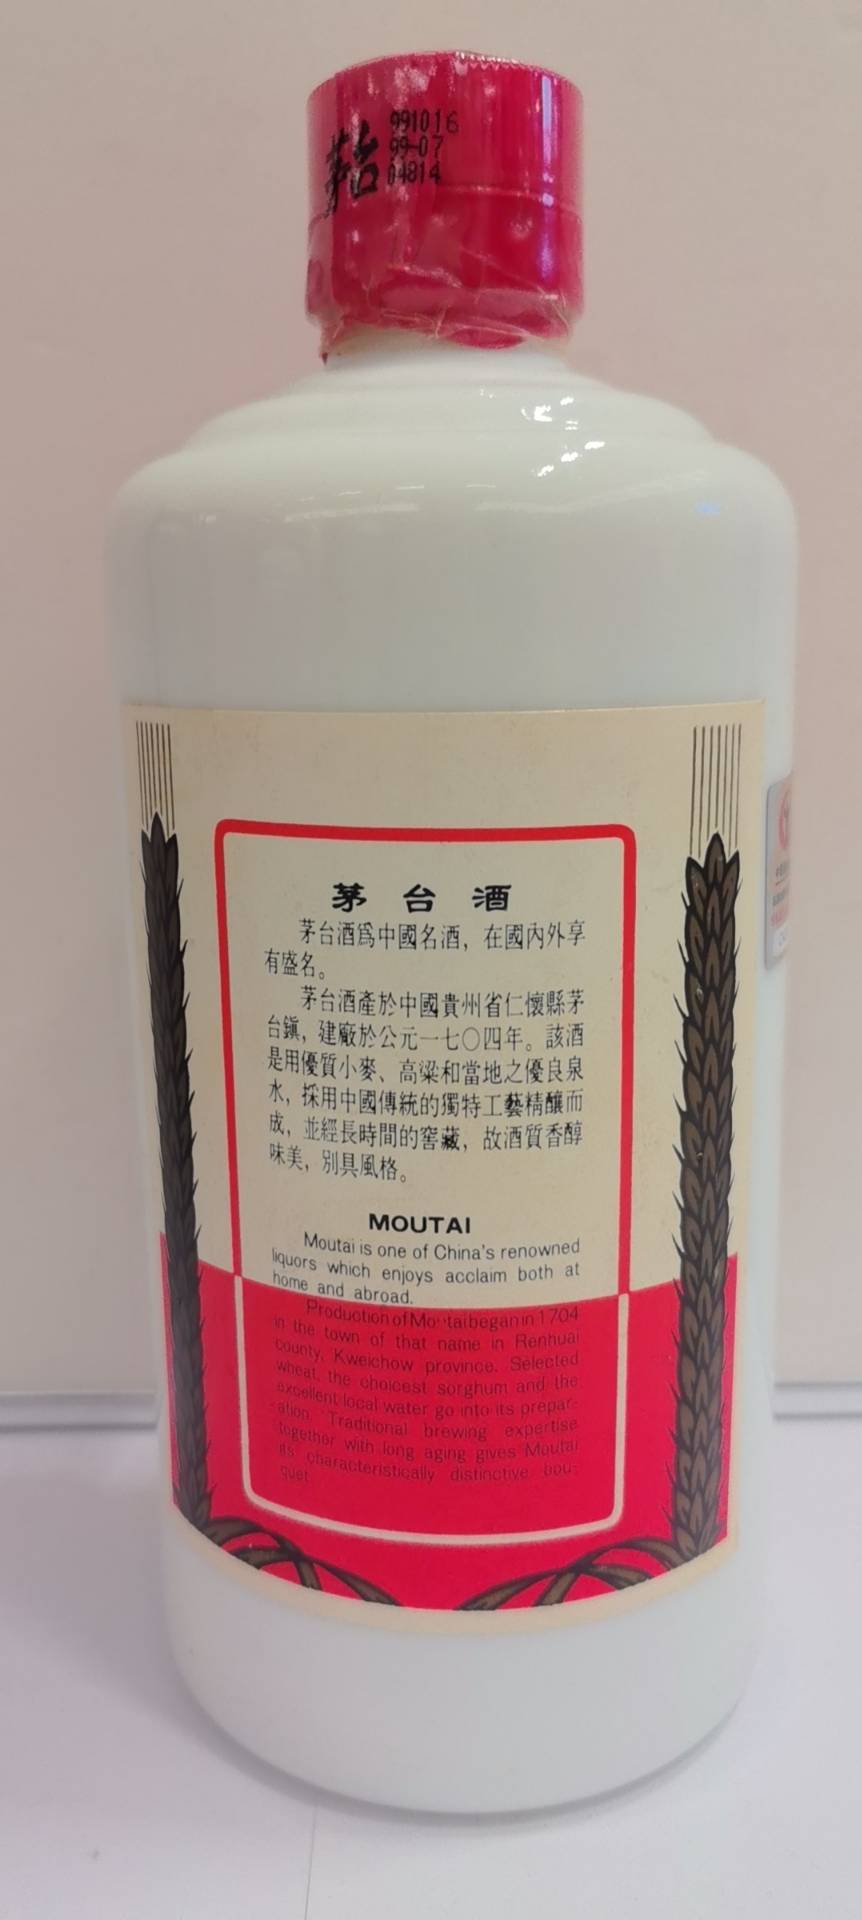 茅台
991016
99-07
04814
茅台酒
茅台酒爲中國名酒，在國內外享
有盛名。
茅台酒產於中國貴州省仁懷縣茅
台鎮，建廠於公元一七〇四年。該酒
是用優質小麥、高粱和當地之優良泉
水，採用中國傳統的獨特工藝精釀而
成，並經長時間的窖藏，故酒質香醇
味美，別具風格。
MOUTAI
Moutai is one of China's renowned
liquors which enjoys acclaim both at
home and abroad.
Production of Moutai began in 1704
in the town of that name in Renhuai
county, Kweichow province. Selected
wheat, the choicest sorghum and the
excellent local water go into its prepar-
ation. Traditional brewing expertise
together with long aging gives Moutai
its characteristically distinctive bou-
quet.